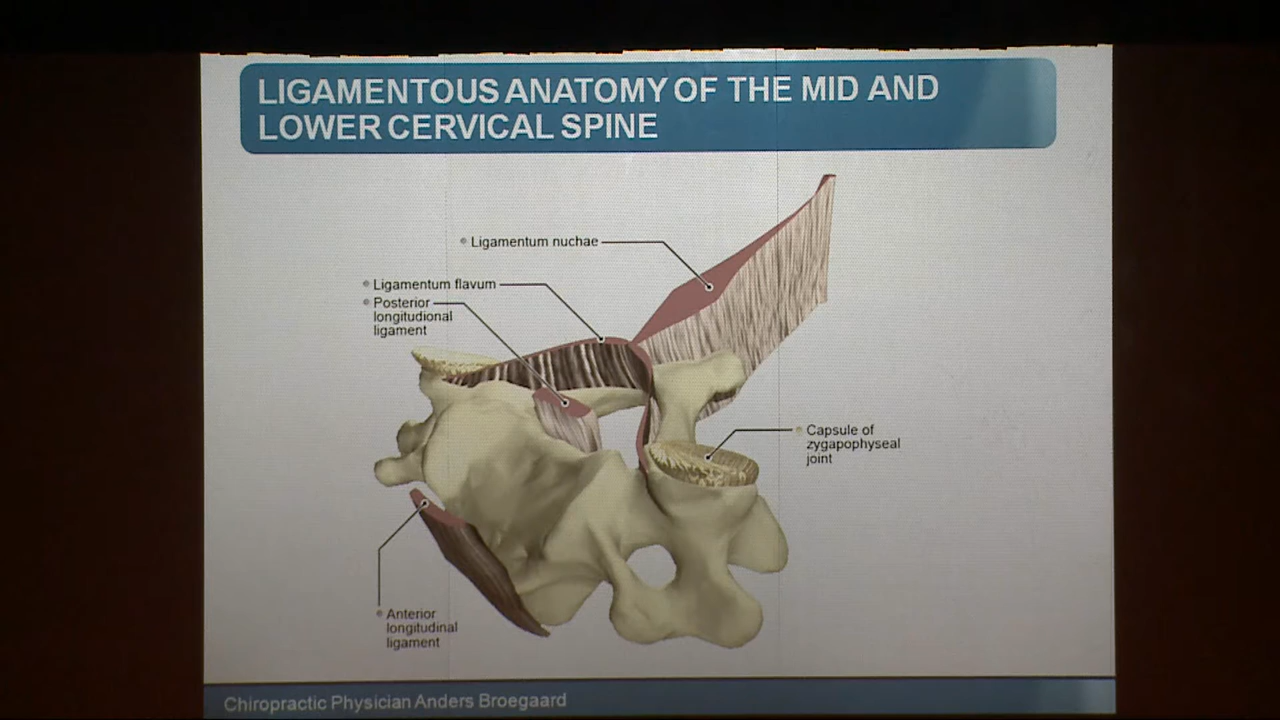 LIGAMENTOUS ANATOMY OF THE MID AND
LOWER CERVICAL SPINE
Ligamentum nuchae
Ligamentum flavum
Posterior
longitudional
ligament
Capsule of
zygapophyseal
joint
Anterior
longitudinal
ligament
Chiropractic Physician Anders Broegaard